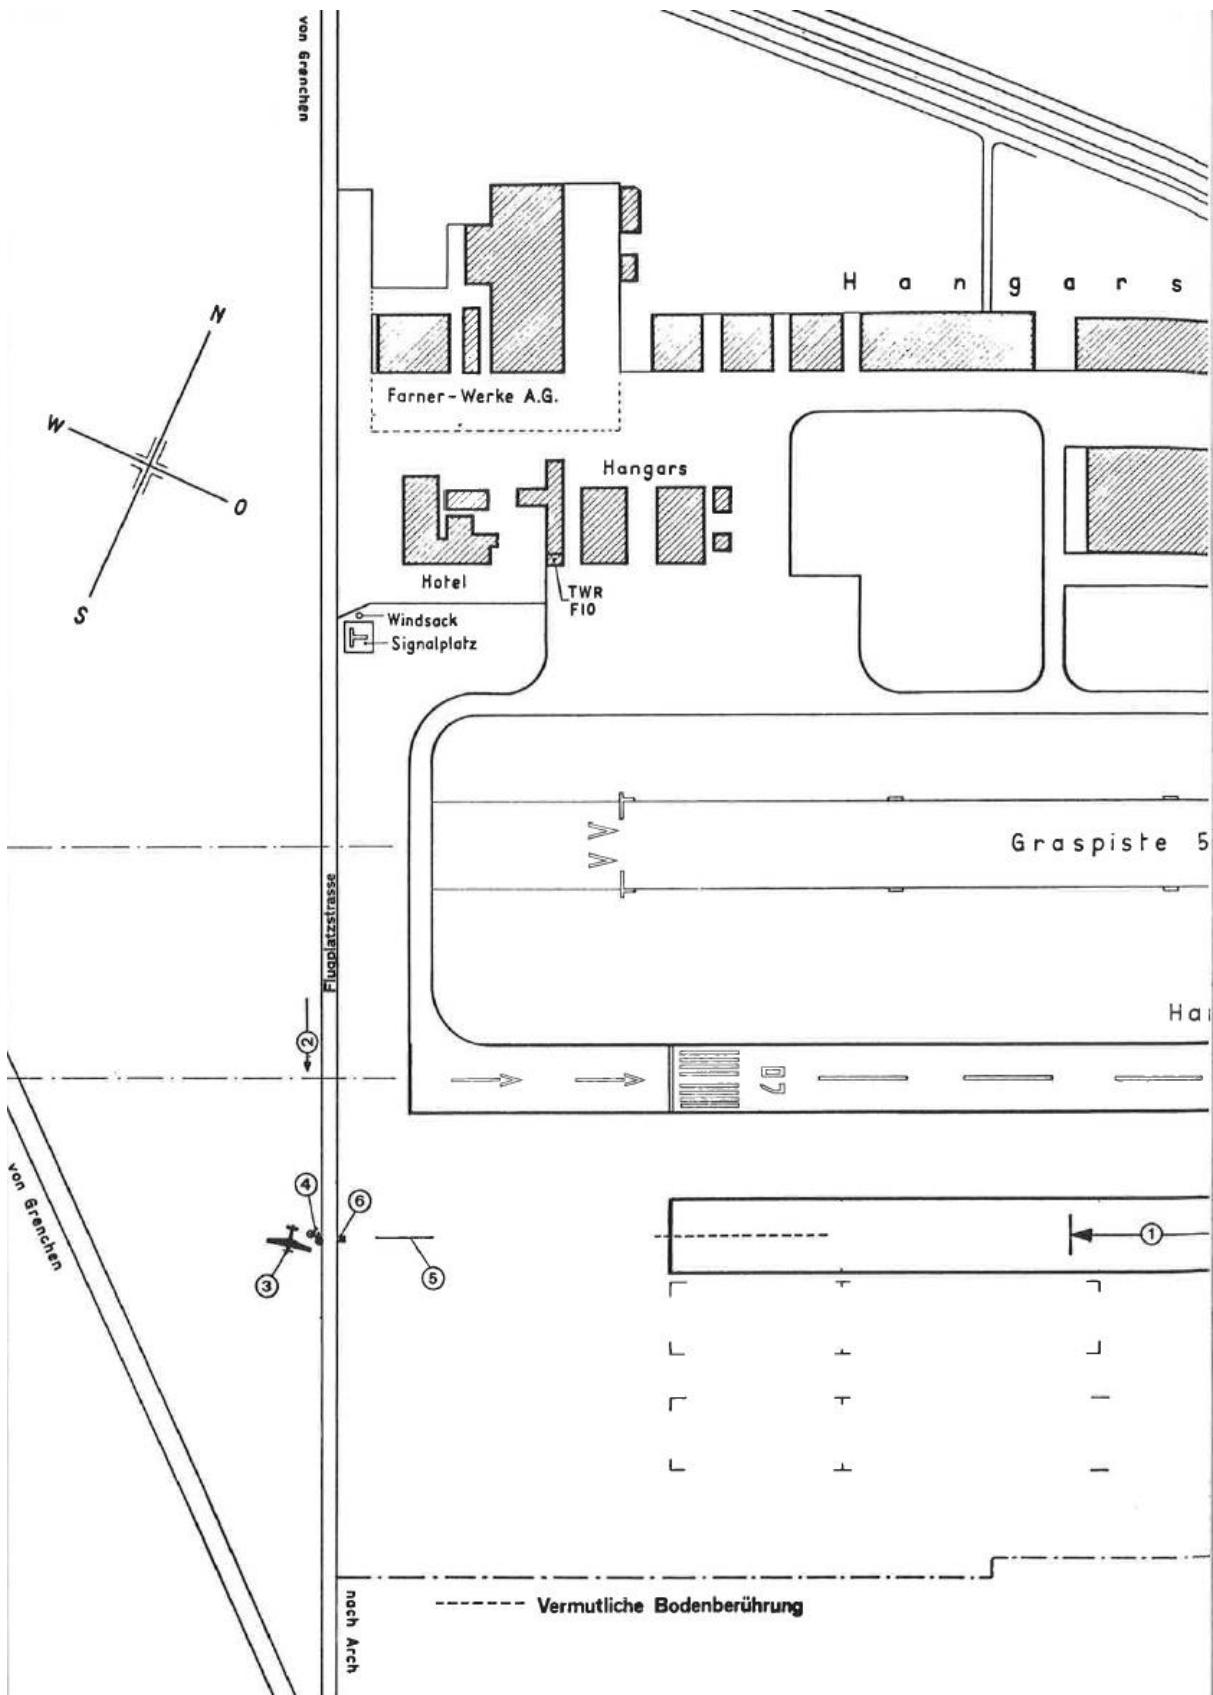 von Grenchen
Hangars
N
W
O
S
Farner-Werke A.G.
Hangars
Hotel
TWR
F10
Windsack
Signalplatz
Graspiste 5
Flugplatzstrasse
Ha
2
07
von Grenchen
4
6
1
3
5
nach Arch
Vermutliche Bodenberührung